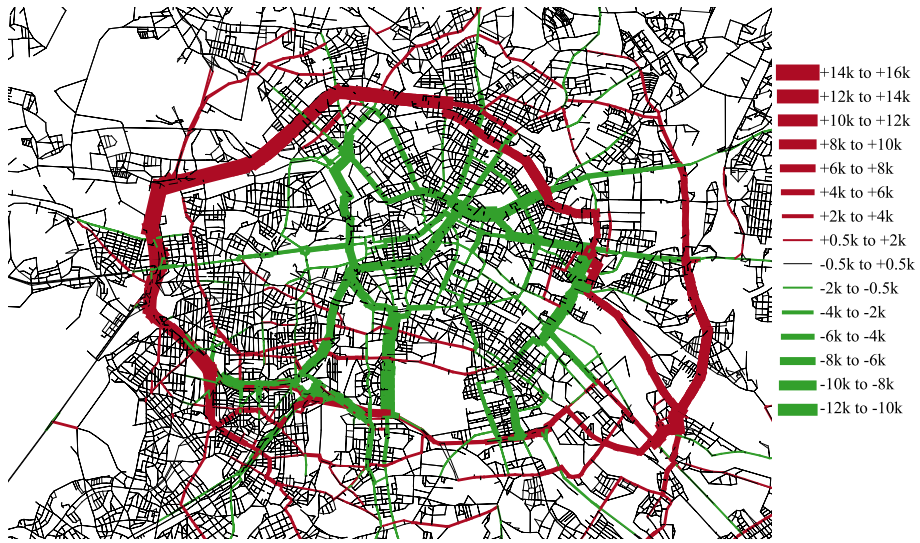 +14k to +16k
+12k to +14k
+10k to +12k
+8k to +10k
+6k to +8k
+4k to +6k
+2k to +4k
+0.5k to +2k
-0.5k to +0.5k
-2k to -0.5k
-4k to -2k
-6k to -4k
-8k to -6k
-10k to -8k
-12k to -10k